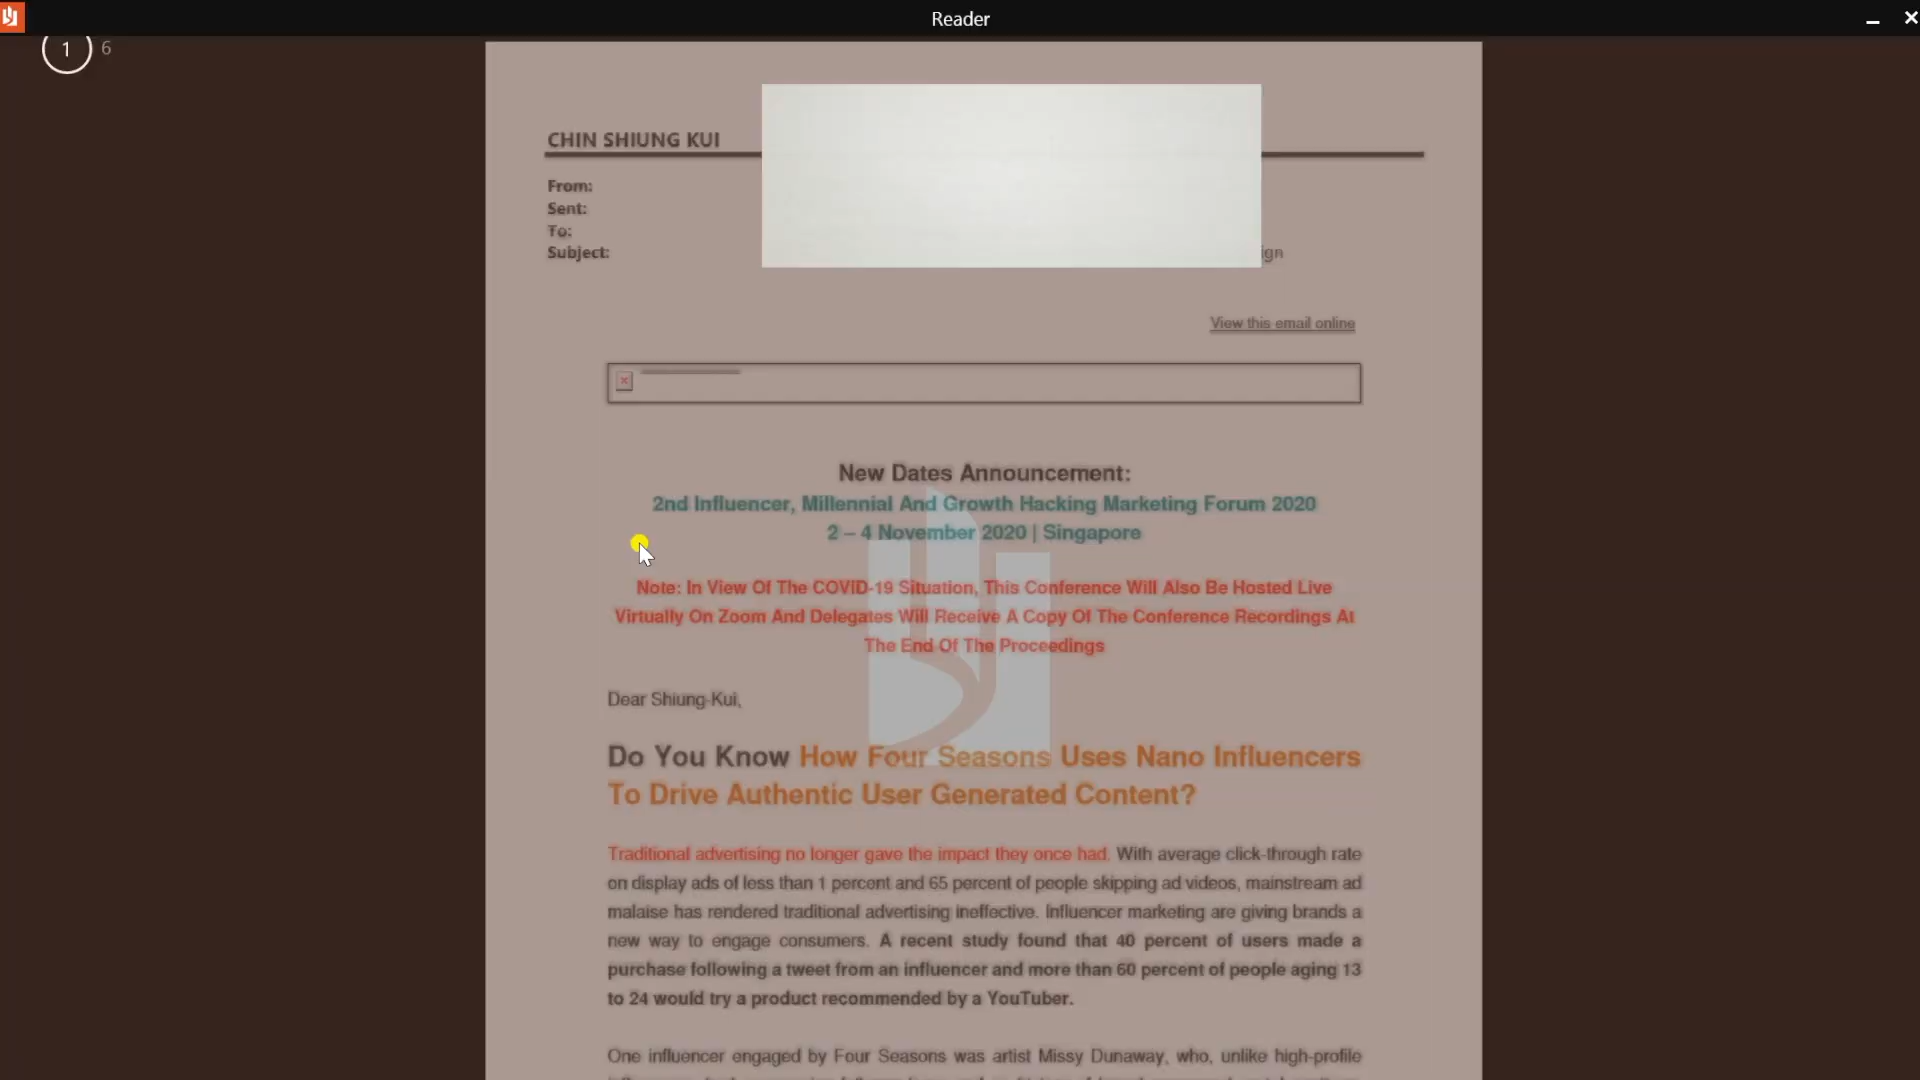 Reader
1 6
CHIN SHIUNG KUI
From:
Sent:
To:
Subject:
ign
View this email online
New Dates Announcement:
2nd Influencer, Millennial And Growth Hacking Marketing Forum 2020
2 – 4 November 2020 | Singapore
Note: In View Of The COVID-19 Situation, This Conference Will Also Be Hosted Live
Virtually On Zoom And Delegates Will Receive A Copy Of The Conference Recordings At
The End Of The Proceedings
Dear Shiung-Kui,
Do You Know How Four Seasons Uses Nano Influencers
To Drive Authentic User Generated Content?
Traditional advertising no longer gave the impact they once had. With average click-through rate
on display ads of less than 1 percent and 65 percent of people skipping ad videos, mainstream ad
malaise has rendered traditional advertising ineffective. Influencer marketing are giving brands a
new way to engage consumers. A recent study found that 40 percent of users made a
purchase following a tweet from an influencer and more than 60 percent of people aging 13
to 24 would try a product recommended by a YouTuber.
One influencer engaged by Four Seasons was artist Missy Dunaway, who, unlike high-profile